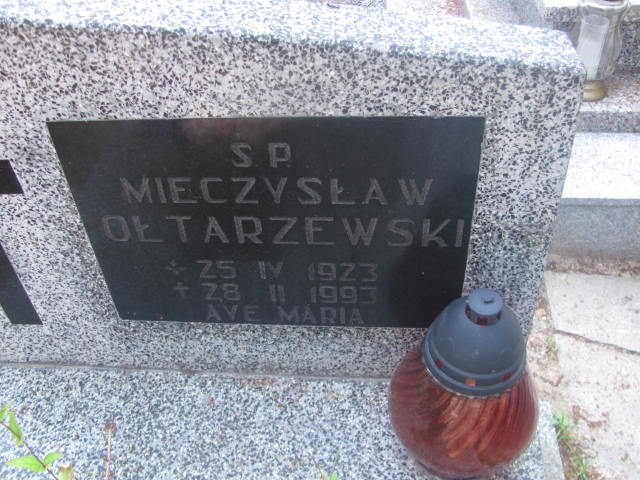 Ś.P.
MIECZYSŁAW
OŁTARZEWSKI
* 25 IV 1923
+ 28 II 1993
AVE MARIA